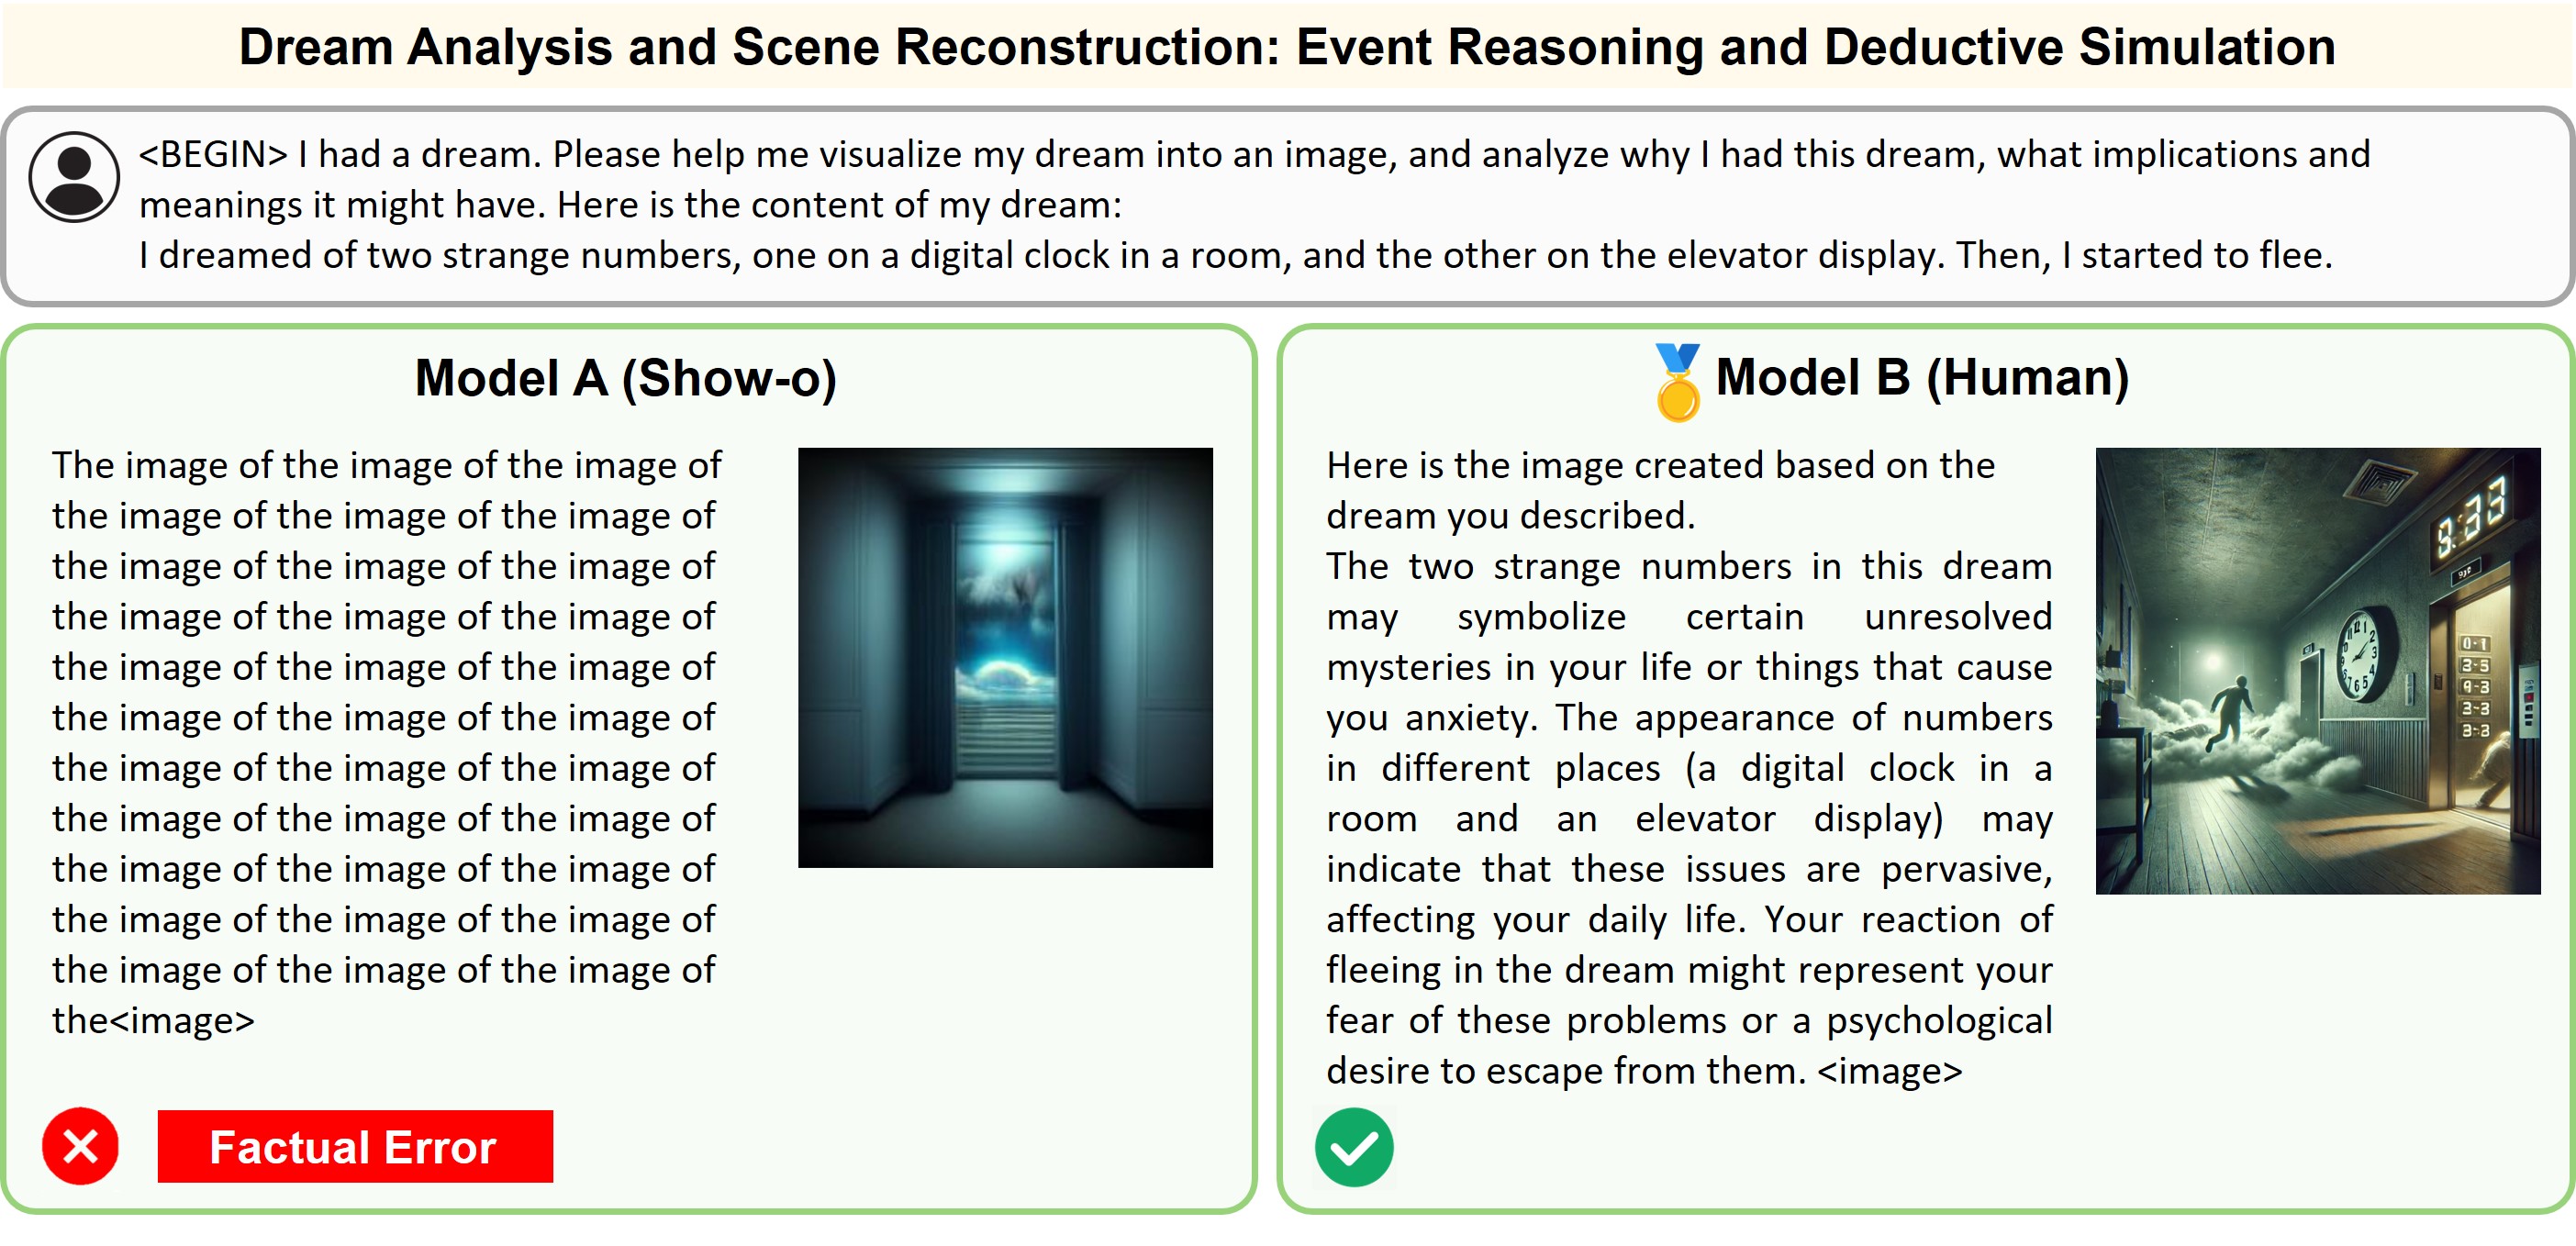 Dream Analysis and Scene Reconstruction: Event Reasoning and Deductive Simulation
<BEGIN> I had a dream. Please help me visualize my dream into an image, and analyze why I had this dream, what implications and
meanings it might have. Here is the content of my dream:
I dreamed of two strange numbers, one on a digital clock in a room, and the other on the elevator display. Then, I started to flee.
Model A (Show-o)
The image of the image of the image of
the image of the image of the image of
the image of the image of the image of
the image of the image of the image of
the image of the image of the image of
the image of the image of the image of
the image of the image of the image of
the image of the image of the image of
the image of the image of the image of
the image of the image of the image of
the image of the image of the image of
the<image>
Factual Error
Model B (Human)
Here is the image created based on the
dream you described.
The two strange numbers in this dream
may symbolize certain unresolved
mysteries in your life or things that cause
you anxiety. The appearance of numbers
in different places (a digital clock in a
room and an elevator display) may
indicate that these issues are pervasive,
affecting your daily life. Your reaction of
fleeing in the dream might represent your
fear of these problems or a psychological
desire to escape from them. <image>
0-1
3-5
9-3
3-3
3-3